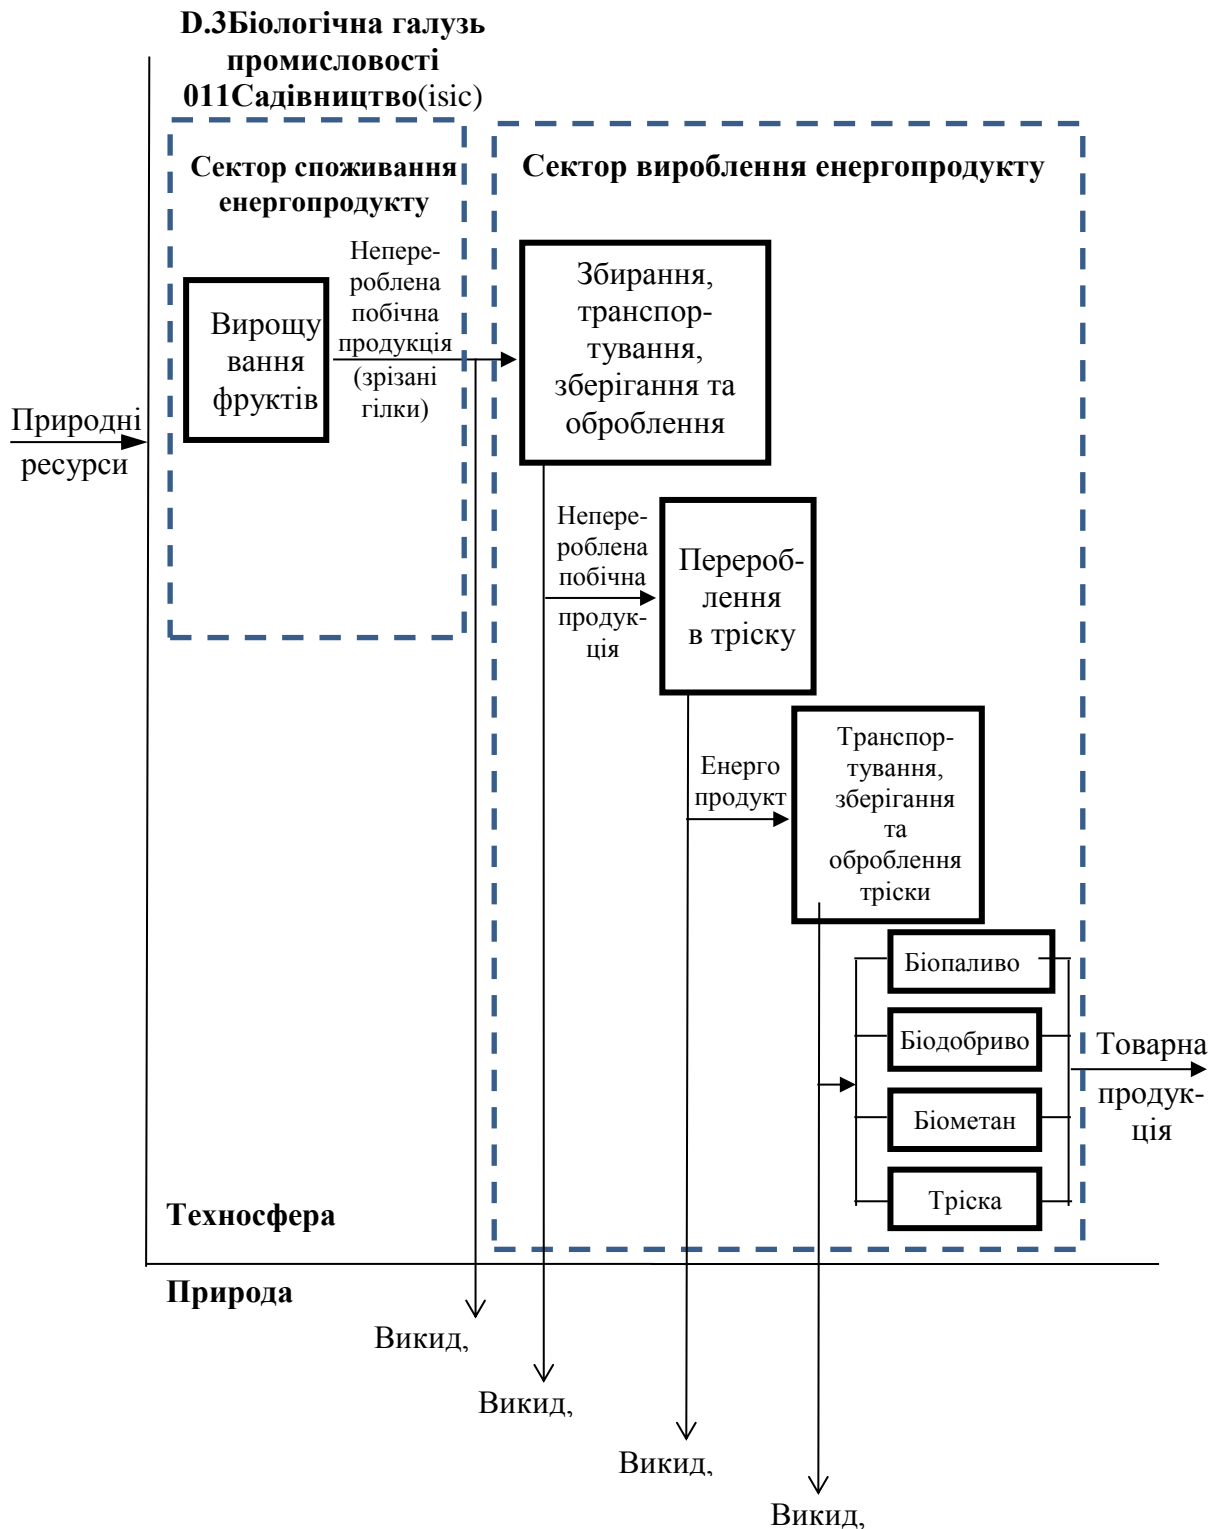 D.3Біологічна галузь
промисловості
011Садівництво(isic)
Сектор споживання
енергопродукту
Сектор вироблення енергопродукту
Вирощу
вання
фруктів
Непере-
роблена
побічна
продукція
(зрізані
гілки)
Збирання,
транспор-
тування,
зберігання та
оброблення
Природні
ресурси
Непере-
роблена
побічна
продук-
ція
Перероб-
лення
в тріску
Енерго
продукт
Транспор-
тування,
зберігання
та
оброблення
тріски
Біопаливо
Біодобриво
Біометан
Тріска
Товарна
продук-
ція
Техносфера
Природа
Викид,
Викид,
Викид,
Викид,